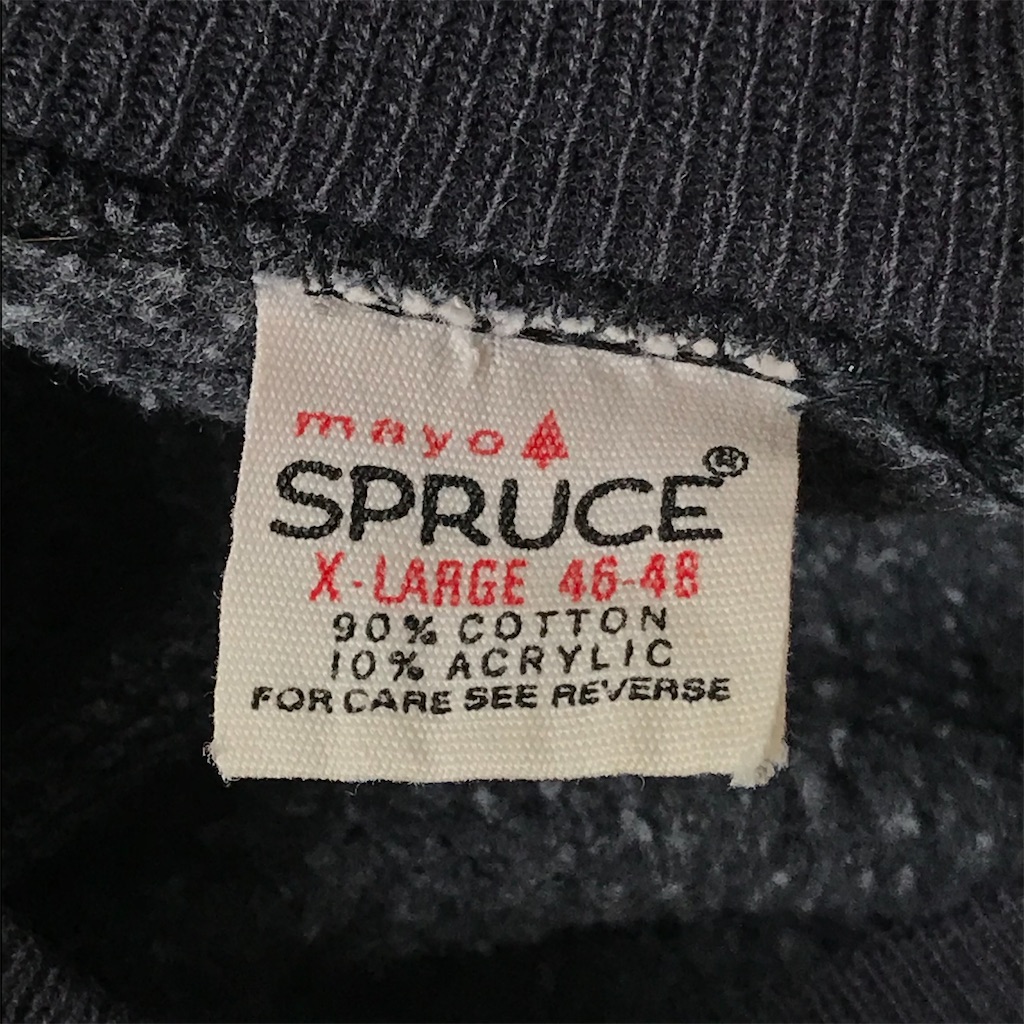 mayo
SPRUCE®
X-LARGE 46-48
90% COTTON
10% ACRYLIC
FOR CARE SEE REVERSE